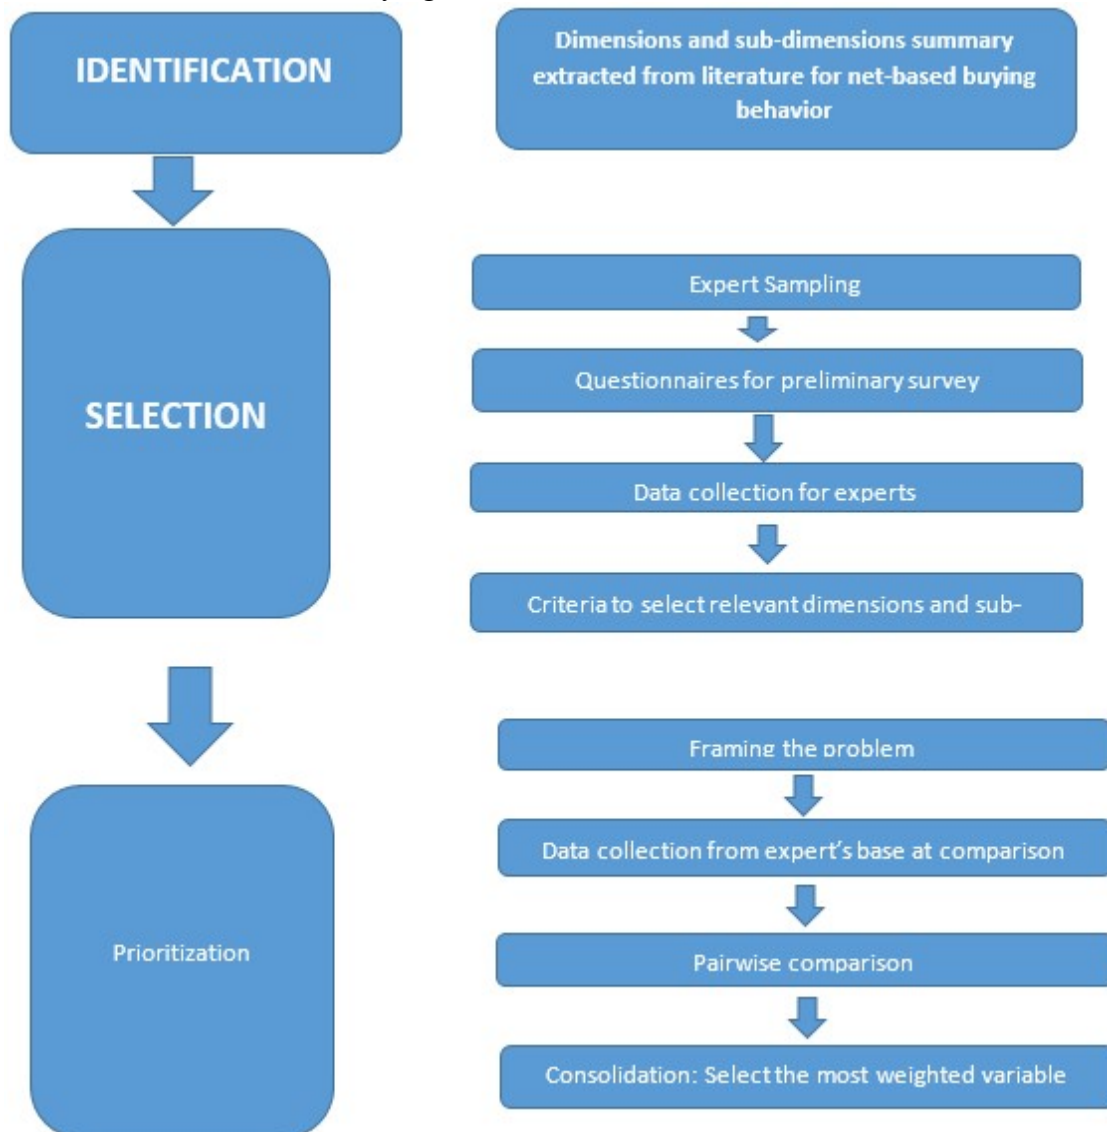 IDENTIFICATION
Dimensions and sub-dimensions summary
extracted from literature for net-based buying
behavior
SELECTION
Expert Sampling
Questionnaires for preliminary survey
Data collection for experts
Criteria to select relevant dimensions and sub-
Prioritization
Framing the problem
Data collection from expert's base at comparison
Pairwise comparison
Consolidation: Select the most weighted variable